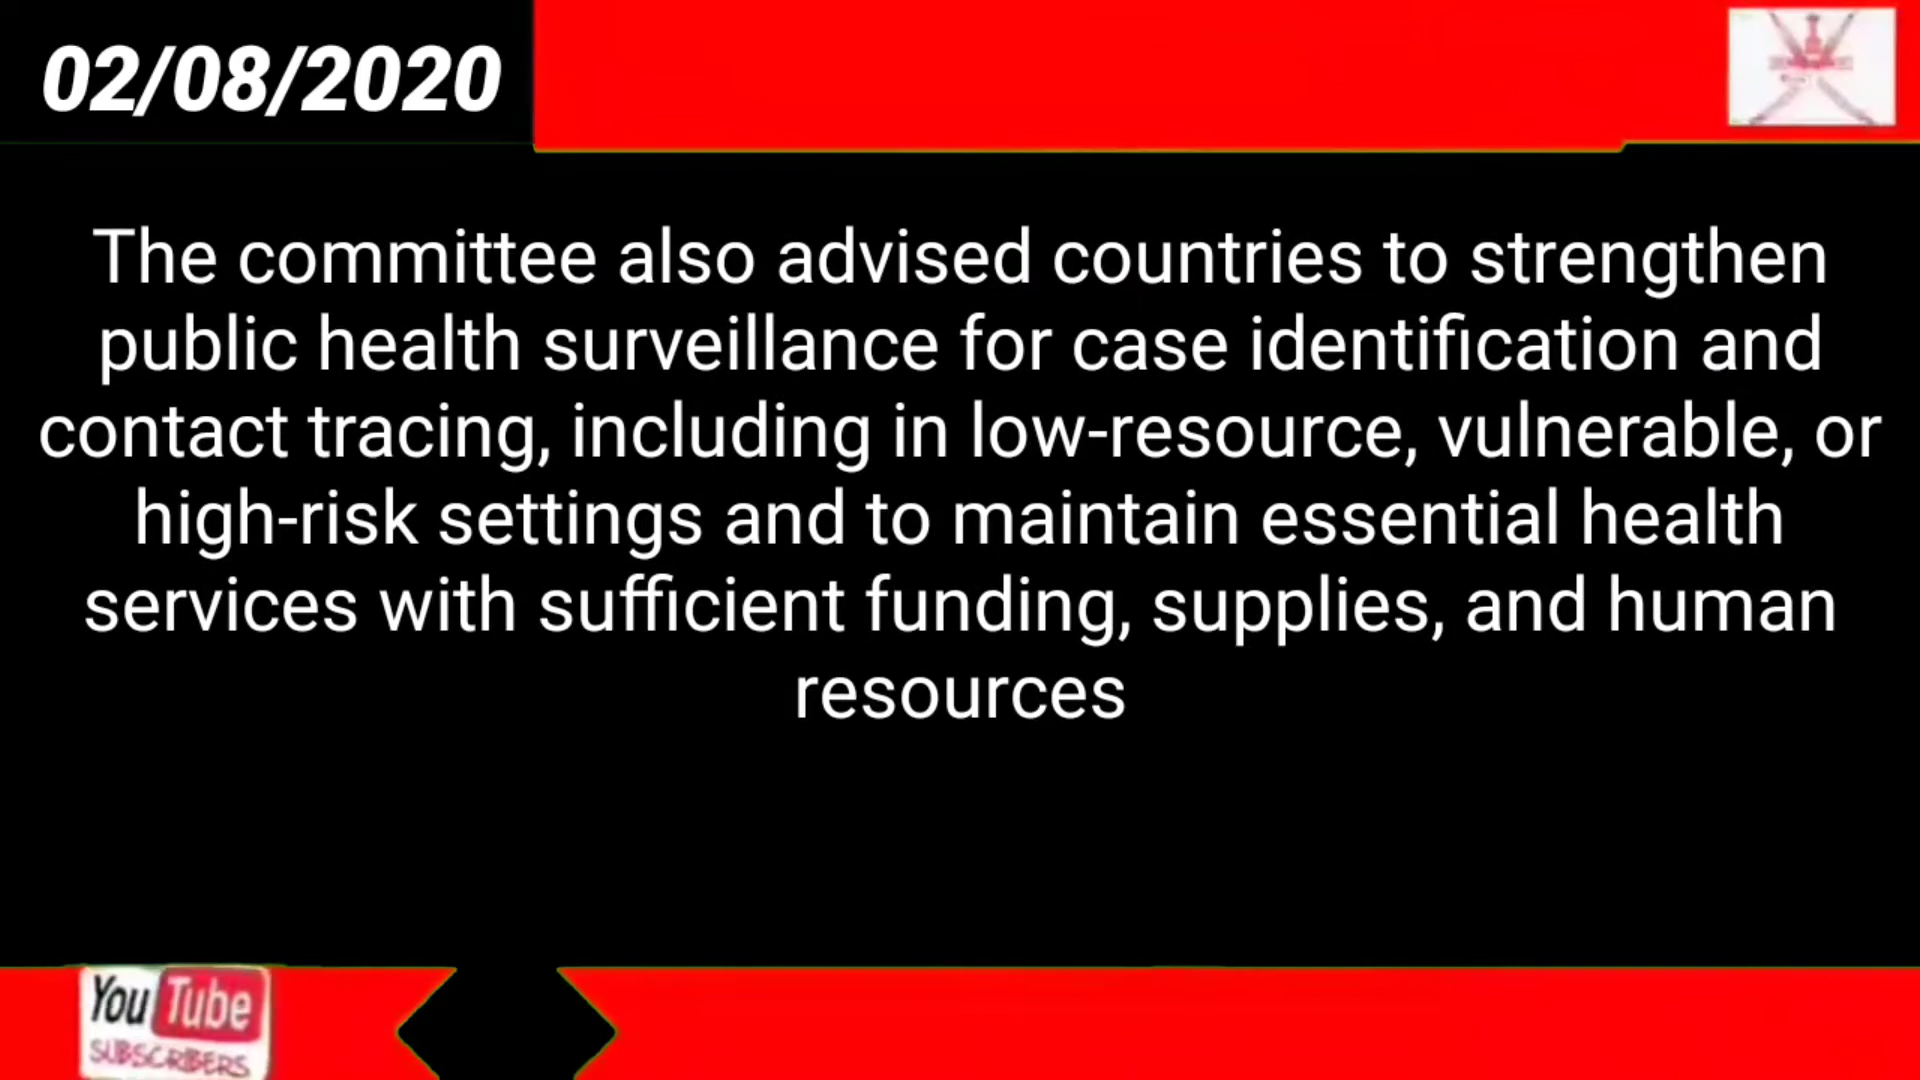 02/08/2020
The committee also advised countries to strengthen
public health surveillance for case identification and
contact tracing, including in low-resource, vulnerable, or
high-risk settings and to maintain essential health
services with sufficient funding, supplies, and human
resources
YouTube
SUBSCRIBERS